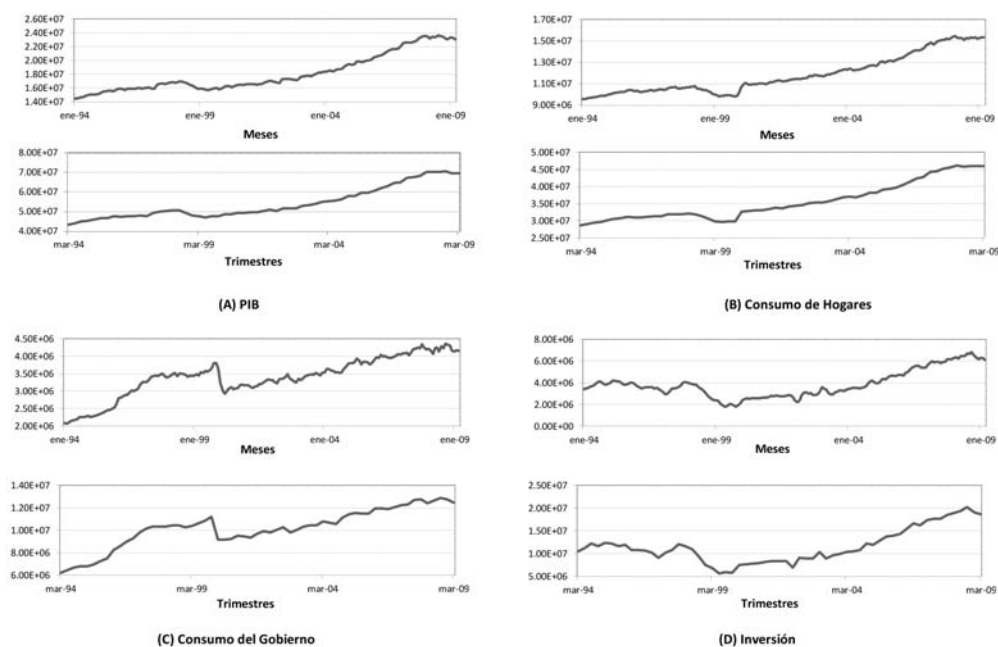 2.60E+07
2.40E+07
2.20E+07
2.00E+07
1.80E+07
1.60E+07
1.40E+07
ene-94 ene-99 ene-04 ene-09
Meses
8.00E+07
7.00E+07
6.00E+07
5.00E+07
4.00E+07
mar-94 mar-99 mar-04 mar-09
Trimestres
(A) PIB
1.70E+07
1.50E+07
1.30E+07
1.10E+07
9.00E+06
ene-94 ene-99 ene-04 ene-09
Meses
5.00E+07
4.50E+07
4.00E+07
3.50E+07
3.00E+07
2.50E+07
mar-94 mar-99 mar-04 mar-09
Trimestres
(B) Consumo de Hogares
4.50E+06
4.00E+06
3.50E+06
3.00E+06
2.50E+06
2.00E+06
ene-94 ene-99 ene-04 ene-09
Meses
1.40E+07
1.20E+07
1.00E+07
8.00E+06
6.00E+06
mar-94 mar-99 mar-04 mar-09
Trimestres
(C) Consumo del Gobierno
8.00E+06
6.00E+06
4.00E+06
2.00E+06
0.00E+00
ene-94 ene-99 ene-04 ene-09
Meses
2.50E+07
2.00E+07
1.50E+07
1.00E+07
5.00E+06
mar-94 mar-99 mar-04 mar-09
Trimestres
(D) Inversión